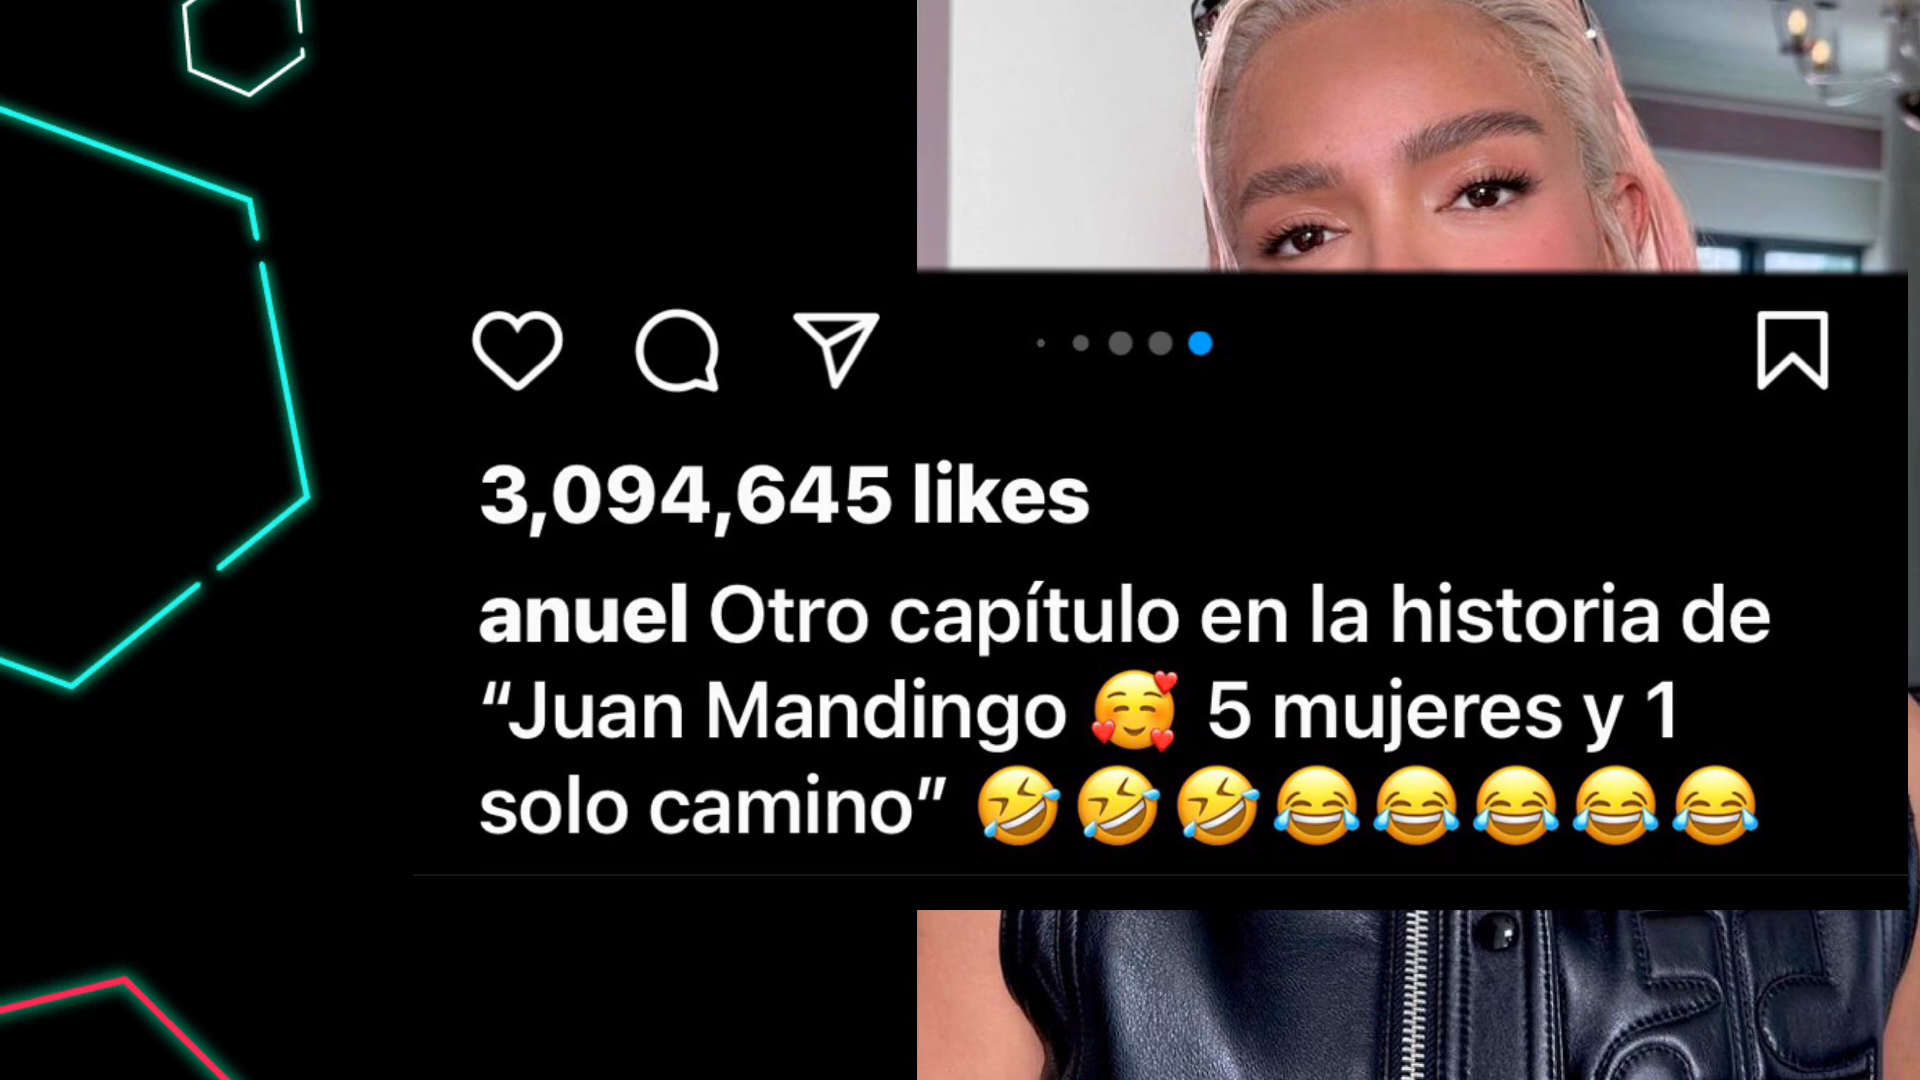 3,094,645 likes
anuel Otro capítulo en la historia de
“Juan Mandingo 🥰 5 mujeres y 1
solo camino” 🤣🤣🤣😂😂😂😂😂